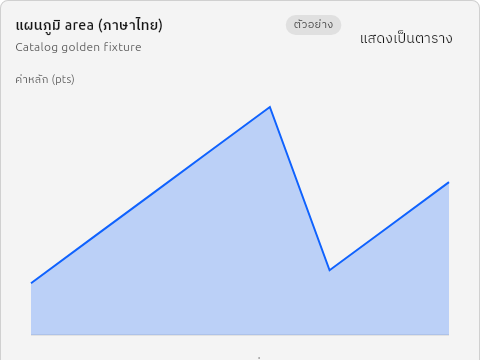 แผนภูมิ area (ภาษาไทย)
ตัวอย่าง
แสดงเป็นตาราง
Catalog golden fixture
ค่าหลัก (pts)